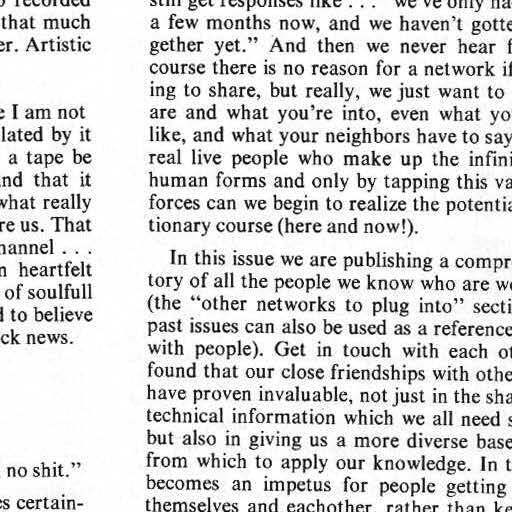 that much
er. Artistic
e I am not
lated by it
a tape be
and that it
what really
re us. That
hannel . . .
n heartfelt
of soulfull
d to believe
ck news.
no shit.”
es certain-
still get responses like . . . “we’ve only ha
a few months now, and we haven’t gotte
gether yet.” And then we never hear f
course there is no reason for a network if
ing to share, but really, we just want to
are and what you’re into, even what yo
like, and what your neighbors have to say
real live people who make up the infini
human forms and only by tapping this va
forces can we begin to realize the potentia
tionary course (here and now!).
In this issue we are publishing a compr
tory of all the people we know who are wo
(the “other networks to plug into” secti
past issues can also be used as a reference
with people). Get in touch with each ot
found that our close friendships with othe
have proven invaluable, not just in the sha
technical information which we all need s
but also in giving us a more diverse base
from which to apply our knowledge. In t
becomes an impetus for people getting
themselves and eachother, rather than ke